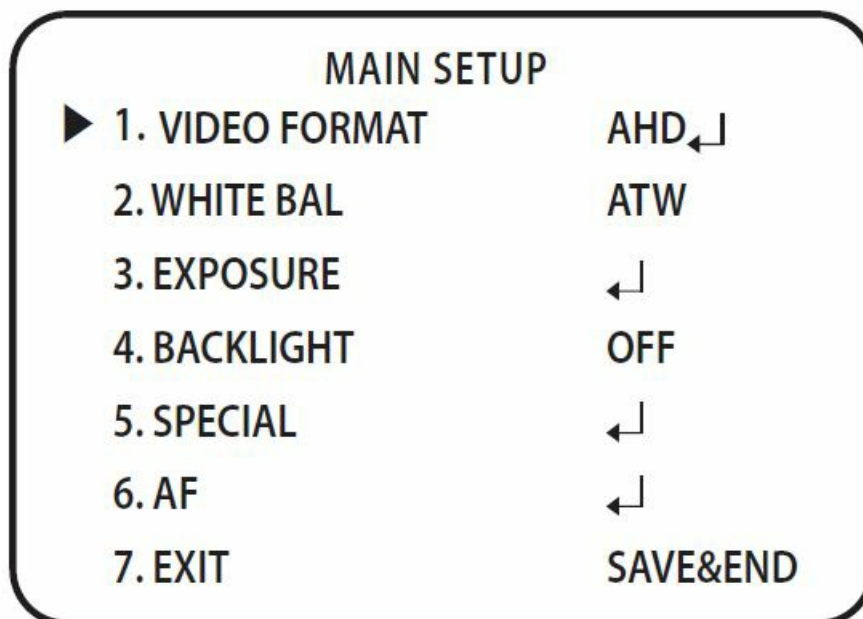 MAIN SETUP
▶ 1. VIDEO FORMAT AHD↲
2. WHITE BAL ATW
3. EXPOSURE ↲
4. BACKLIGHT OFF
5. SPECIAL ↲
6. AF ↲
7. EXIT SAVE&END